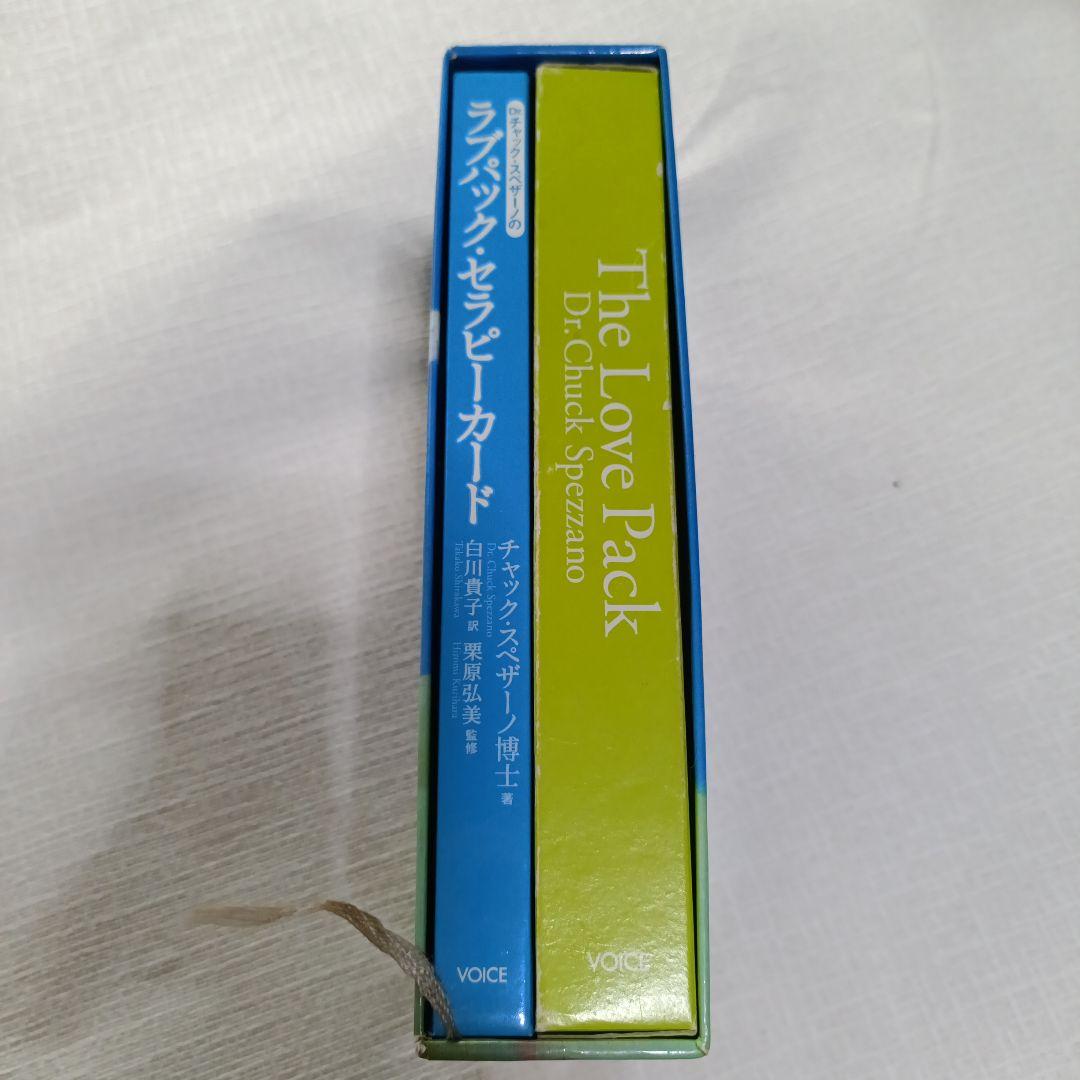 Dr.チャック・スペザーノの
ラブパック・セラピーカード
チャック・スペザーノ博士 著
Dr. Chuck Spezzano
白川貴子 訳 栗原弘美 監修
Takako Shirakawa Hiromi Kurihara
VOICE
The Love Pack
Dr. Chuck Spezzano
VOICE